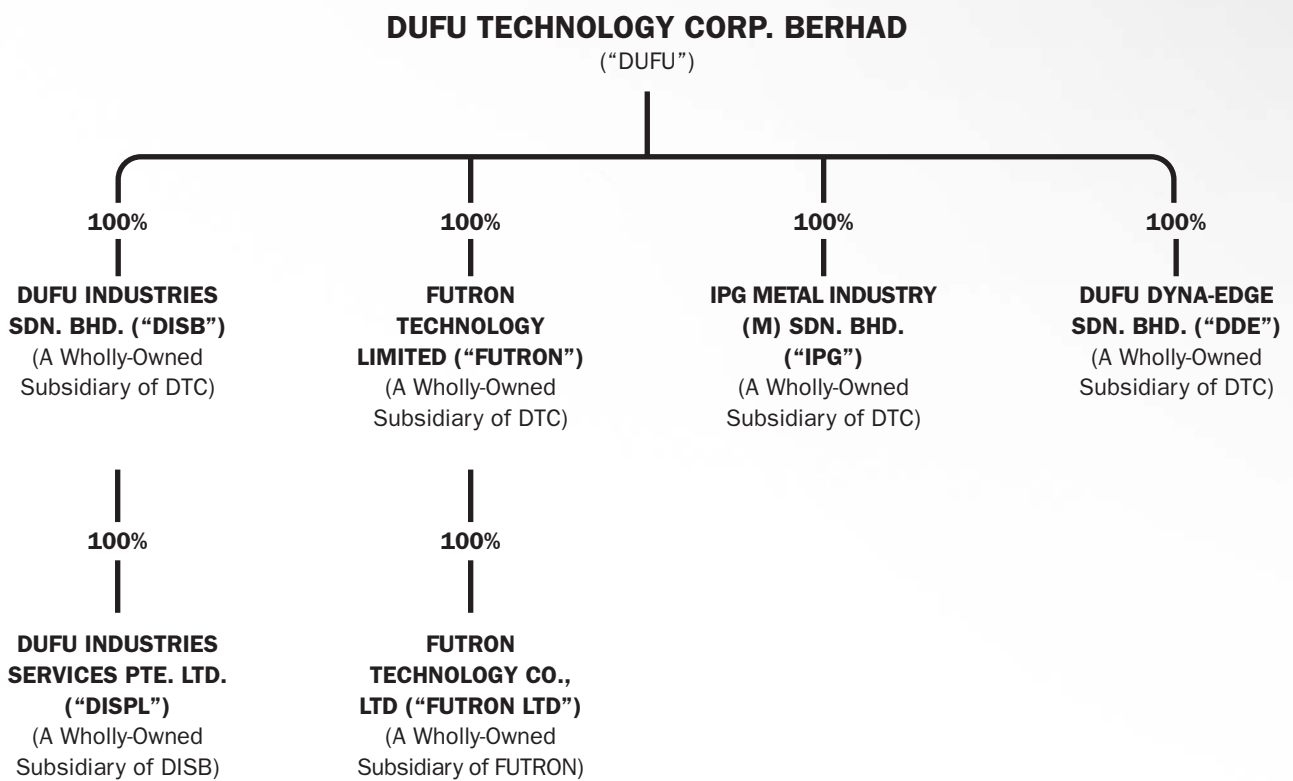 DUFU TECHNOLOGY CORP. BERHAD
(“DUFU”)
100%
100%
100%
100%
DUFU INDUSTRIES
SDN. BHD. (“DISB”)
(A Wholly-Owned
Subsidiary of DTC)
FUTRON
TECHNOLOGY
LIMITED (“FUTRON”)
(A Wholly-Owned
Subsidiary of DTC)
IPG METAL INDUSTRY
(M) SDN. BHD.
(“IPG”)
(A Wholly-Owned
Subsidiary of DTC)
DUFU DYNA-EDGE
SDN. BHD. (“DDE”)
(A Wholly-Owned
Subsidiary of DTC)
100%
100%
DUFU INDUSTRIES
SERVICES PTE. LTD.
(“DISPL”)
(A Wholly-Owned
Subsidiary of DISB)
FUTRON
TECHNOLOGY CO.,
LTD (“FUTRON LTD”)
(A Wholly-Owned
Subsidiary of FUTRON)